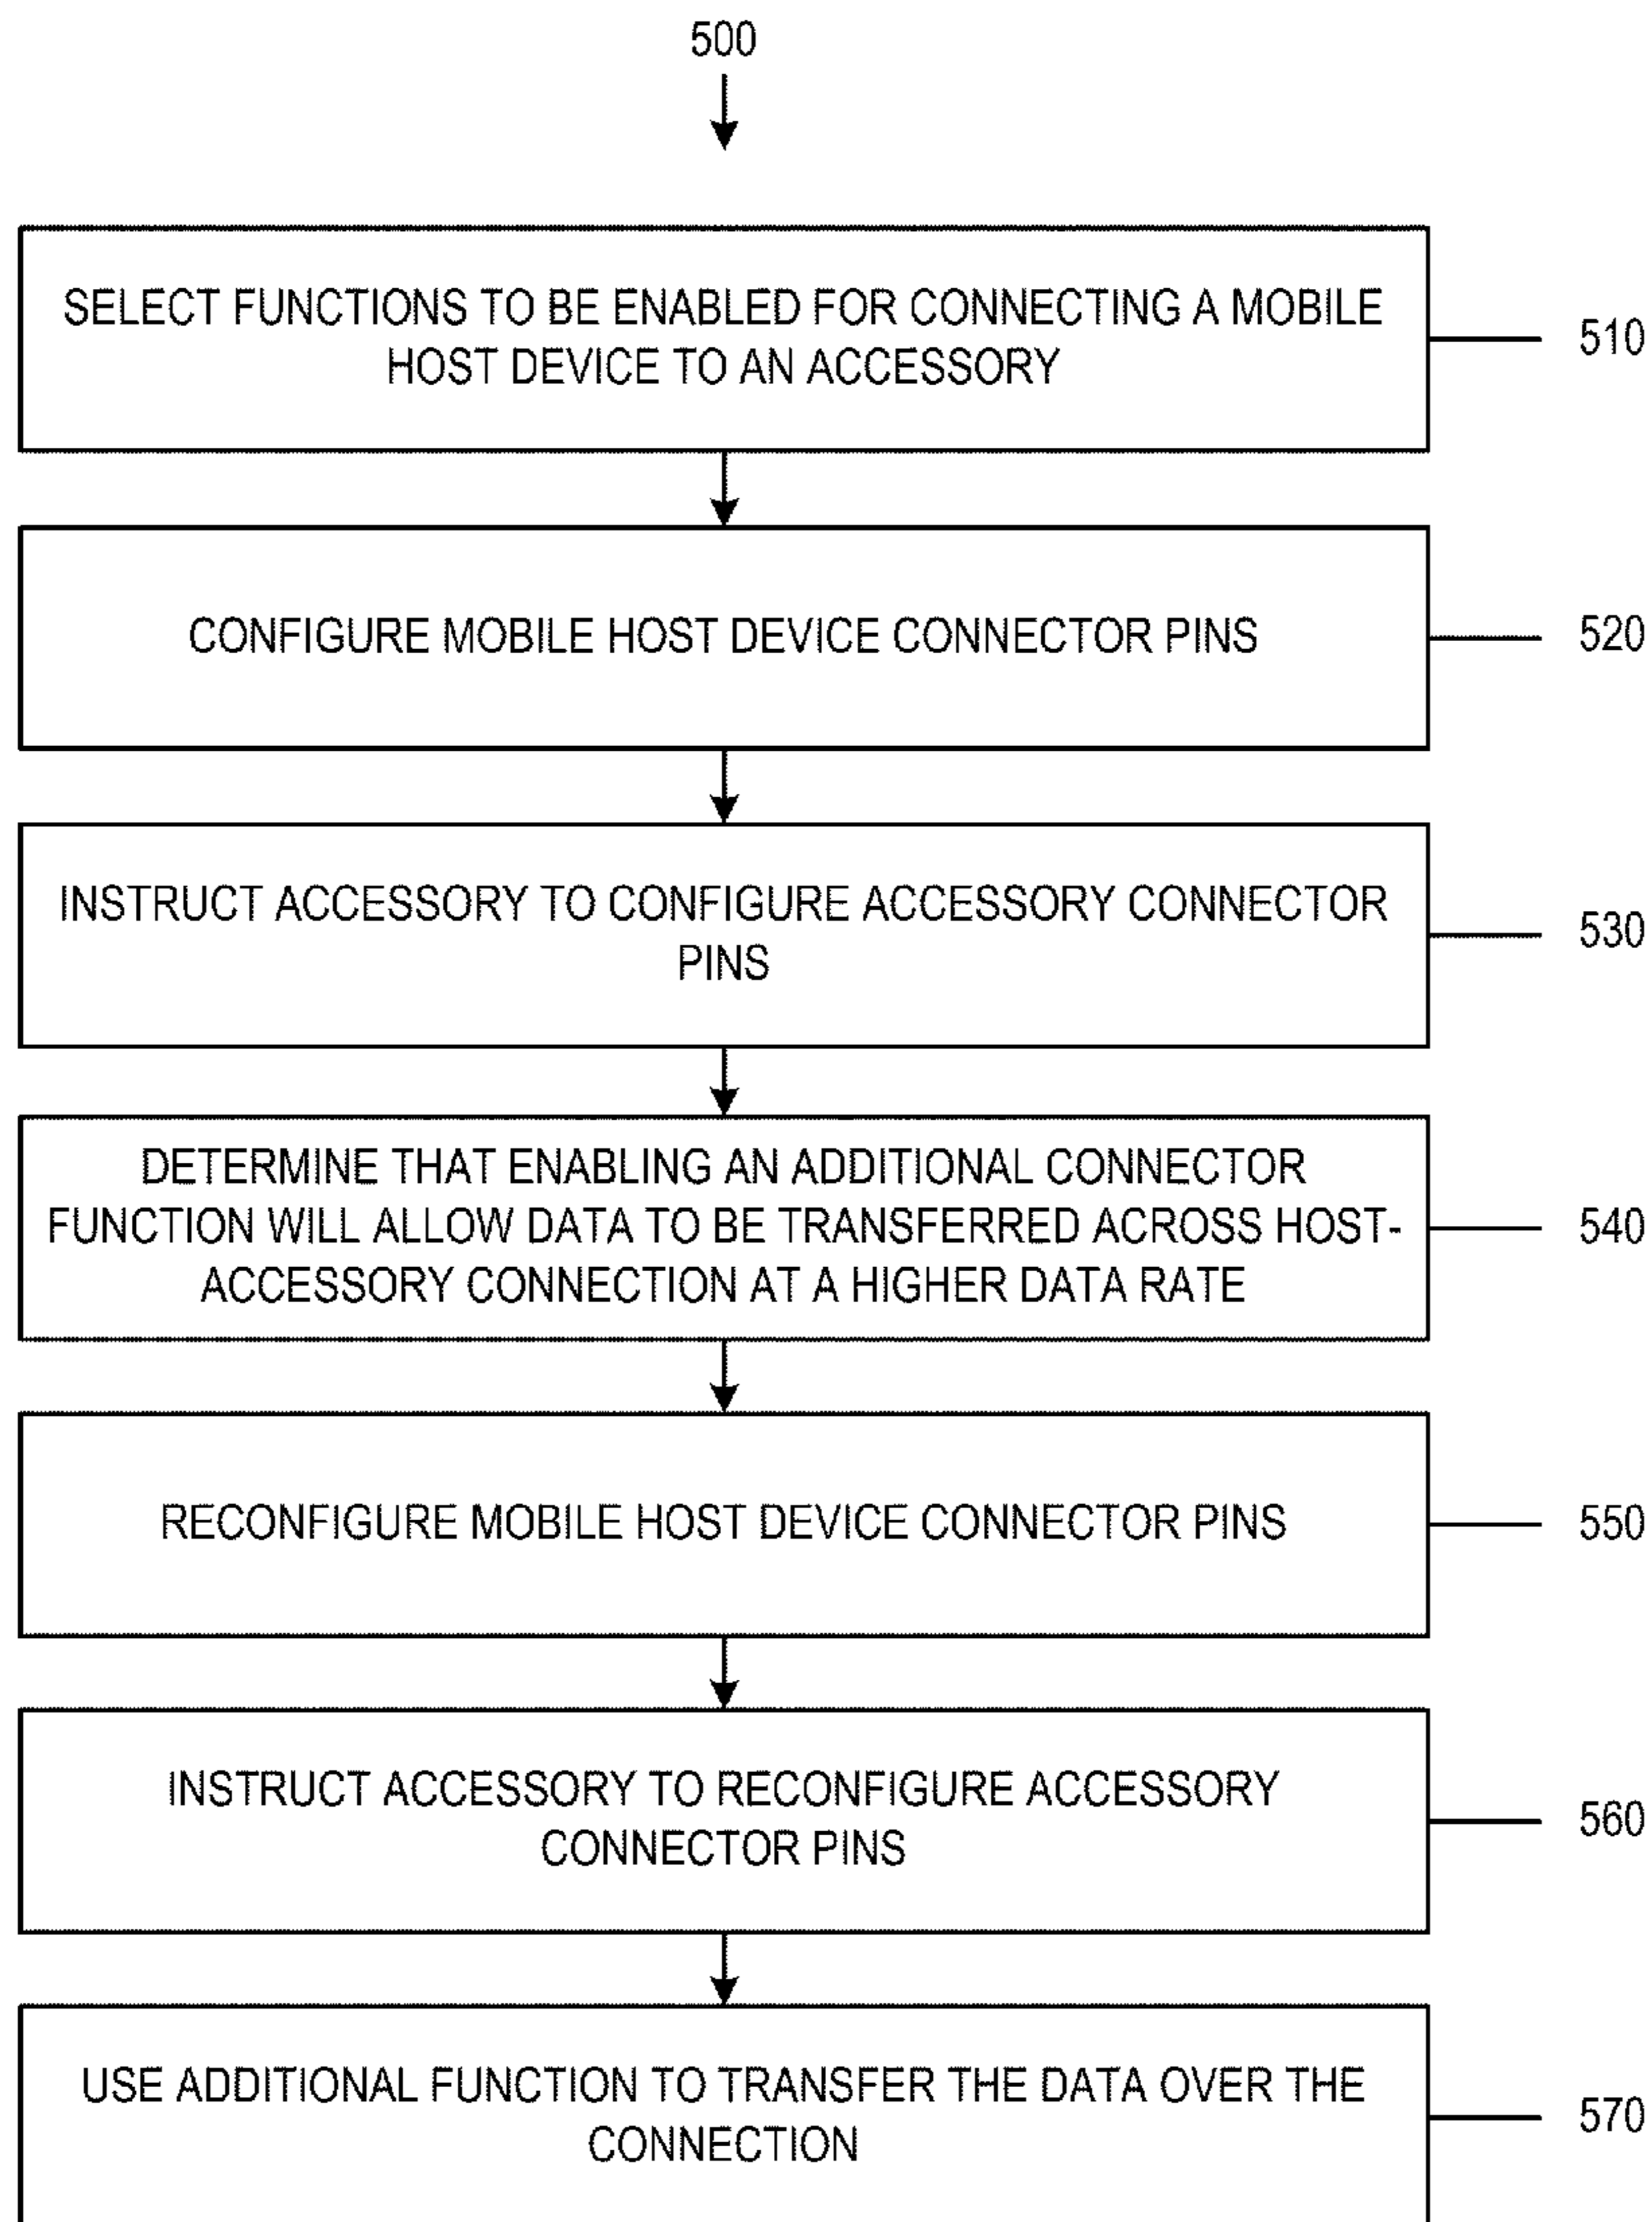 500
SELECT FUNCTIONS TO BE ENABLED FOR CONNECTING A MOBILE
HOST DEVICE TO AN ACCESSORY
510
CONFIGURE MOBILE HOST DEVICE CONNECTOR PINS
520
INSTRUCT ACCESSORY TO CONFIGURE ACCESSORY CONNECTOR
PINS
530
DETERMINE THAT ENABLING AN ADDITIONAL CONNECTOR
FUNCTION WILL ALLOW DATA TO BE TRANSFERRED ACROSS HOST-
ACCESSORY CONNECTION AT A HIGHER DATA RATE
540
RECONFIGURE MOBILE HOST DEVICE CONNECTOR PINS
550
INSTRUCT ACCESSORY TO RECONFIGURE ACCESSORY
CONNECTOR PINS
560
USE ADDITIONAL FUNCTION TO TRANSFER THE DATA OVER THE
CONNECTION
570